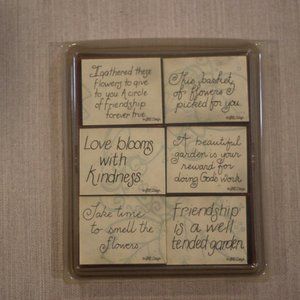 I gathered these
flowers to give
to you A circle
of friendship
forever true.
This basket
of flowers I
picked for you.
Love blooms
with
kindness
A beautiful
garden is your
reward for
doing Gods work
Take time
to smell the
flowers.
Friendship
is a well
tended garden